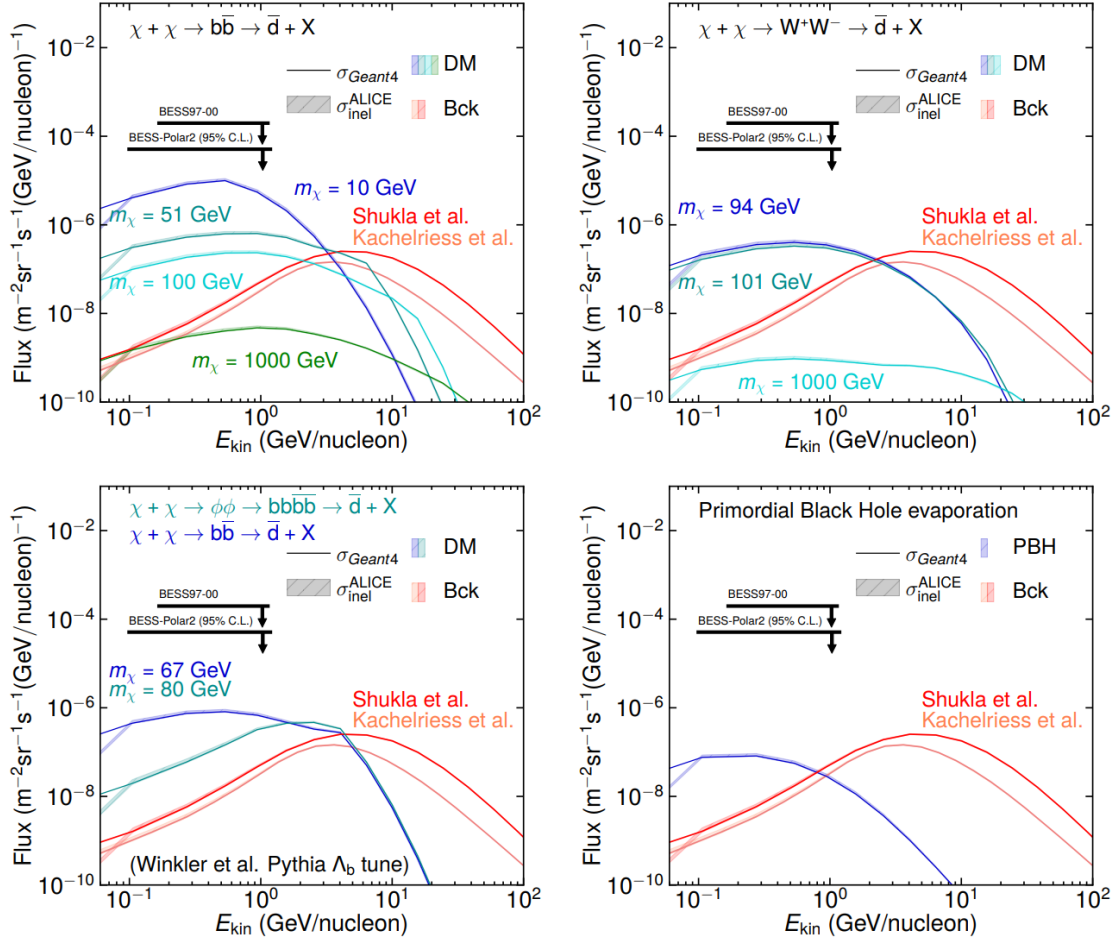 χ + χ → bb̅ → d̅ + X
σGeant4
DM
σinel^ALICE
Bck
BESS97-00
BESS-Polar2 (95% C.L.)
mχ = 10 GeV
mχ = 51 GeV
Shukla et al.
Kachelriess et al.
mχ = 100 GeV
mχ = 1000 GeV
Flux (m⁻²sr⁻¹s⁻¹(GeV/nucleon)⁻¹)
10⁻²
10⁻⁴
10⁻⁶
10⁻⁸
10⁻¹⁰
10⁻¹ 10⁰ 10¹ 10²
Ekin (GeV/nucleon)
χ + χ → W⁺W⁻ → d̅ + X
σGeant4
DM
σinel^ALICE
Bck
BESS97-00
BESS-Polar2 (95% C.L.)
mχ = 94 GeV
Shukla et al.
Kachelriess et al.
mχ = 101 GeV
mχ = 1000 GeV
Flux (m⁻²sr⁻¹s⁻¹(GeV/nucleon)⁻¹)
10⁻²
10⁻⁴
10⁻⁶
10⁻⁸
10⁻¹⁰
10⁻¹ 10⁰ 10¹ 10²
Ekin (GeV/nucleon)
χ + χ → ϕϕ → bbb̅b̅ → d̅ + X
χ + χ → bb̅ → d̅ + X
σGeant4
DM
σinel^ALICE
Bck
BESS97-00
BESS-Polar2 (95% C.L.)
mχ = 67 GeV
mχ = 80 GeV
Shukla et al.
Kachelriess et al.
(Winkler et al. Pythia Λb tune)
Flux (m⁻²sr⁻¹s⁻¹(GeV/nucleon)⁻¹)
10⁻²
10⁻⁴
10⁻⁶
10⁻⁸
10⁻¹⁰
10⁻¹ 10⁰ 10¹ 10²
Ekin (GeV/nucleon)
Primordial Black Hole evaporation
σGeant4
PBH
σinel^ALICE
Bck
BESS97-00
BESS-Polar2 (95% C.L.)
Shukla et al.
Kachelriess et al.
Flux (m⁻²sr⁻¹s⁻¹(GeV/nucleon)⁻¹)
10⁻²
10⁻⁴
10⁻⁶
10⁻⁸
10⁻¹⁰
10⁻¹ 10⁰ 10¹ 10²
Ekin (GeV/nucleon)